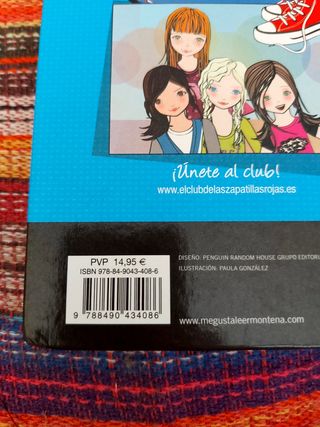 ¡Únete al club!
www.elclubdelaszapatillasrojas.es
PVP 14,95 €
ISBN 978-84-9043-408-6
9 788490 434086
DISEÑO: PENGUIN RANDOM HOUSE GRUPO EDITORI
ILUSTRACIÓN: PAULA GONZÁLEZ
www.megustaleermontena.com